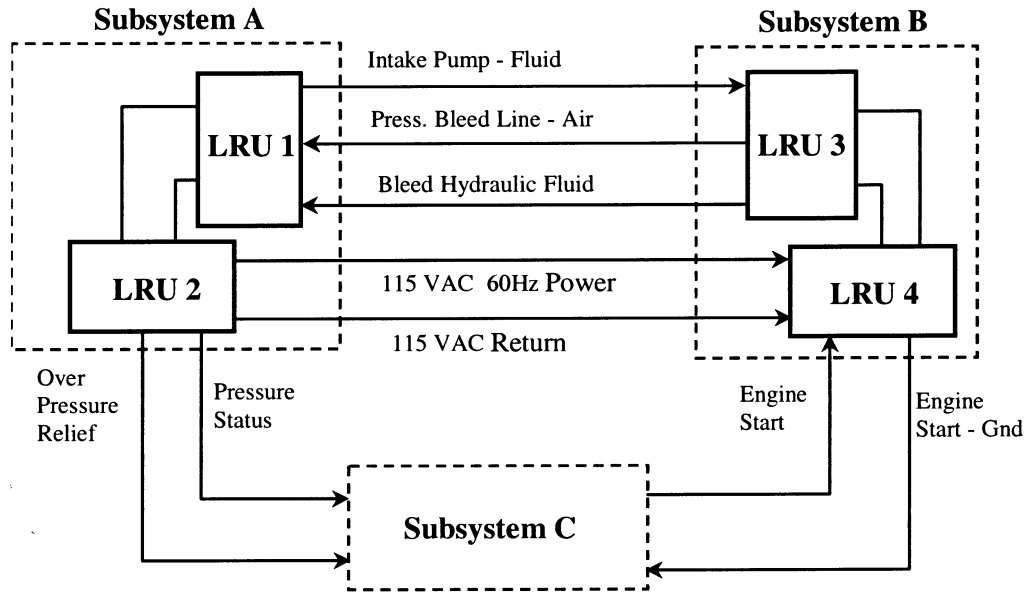 Subsystem A
Subsystem B
Intake Pump - Fluid
LRU 1
Press. Bleed Line - Air
LRU 3
Bleed Hydraulic Fluid
LRU 2
115 VAC 60Hz Power
LRU 4
115 VAC Return
Over
Pressure
Relief
Pressure
Status
Engine
Start
Engine
Start - Gnd
Subsystem C